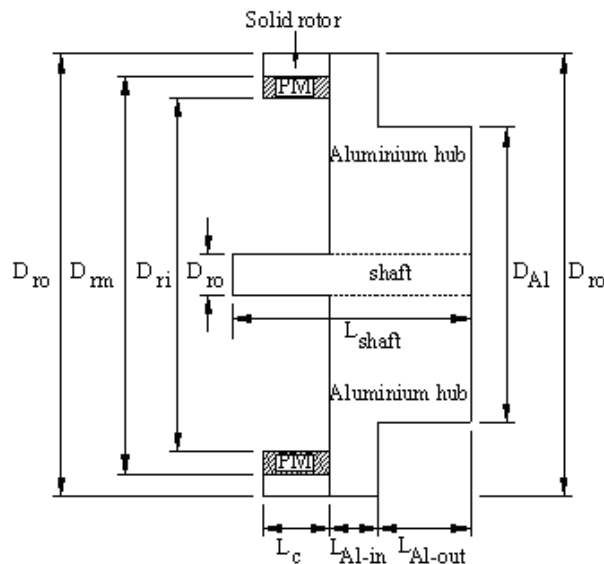 Solid rotor
PM
Aluminium hub
D ro
D rm
D ri
D ro
shaft
D Al
D ro
L shaft
Aluminium hub
PM
L c
L Al-in
L Al-out